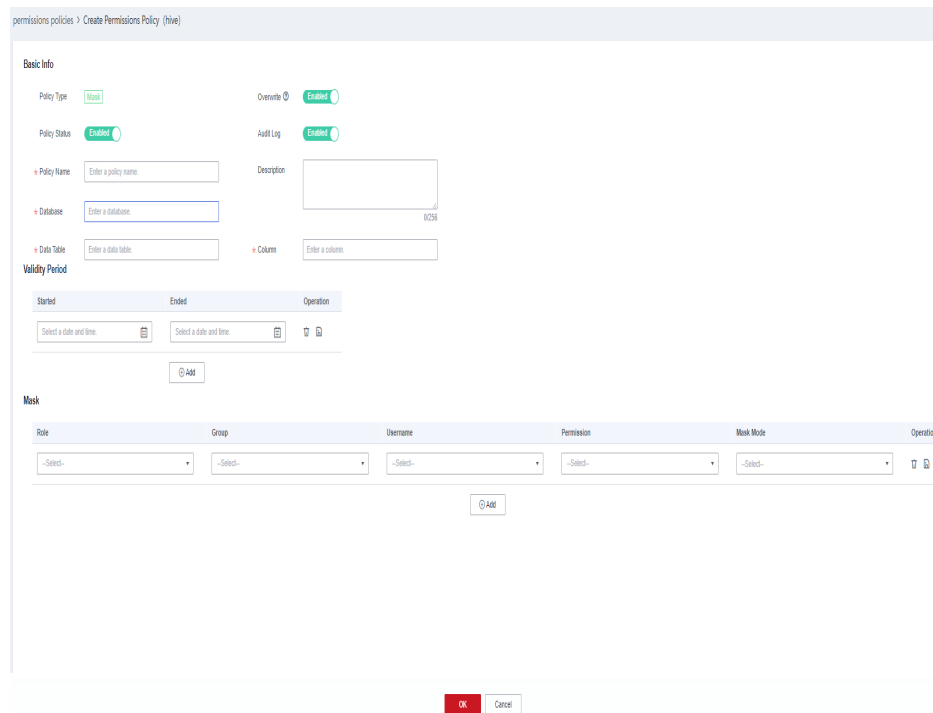 permissions policies > Create Permissions Policy (hive)
Basic Info
Policy Type Mask Overwrite Enabled
Policy Status Enabled Audit Log Enabled
* Policy Name Enter a policy name. Description
0/256
* Database Enter a database.
* Data Table Enter a data table. * Column Enter a column.
Validity Period
Started Ended Operation
Select a date and time. Select a date and time.
Add
Mask
Role Group Username Permission Mask Mode Operatio
--Select-- --Select-- --Select-- --Select-- --Select--
Add
OK Cancel